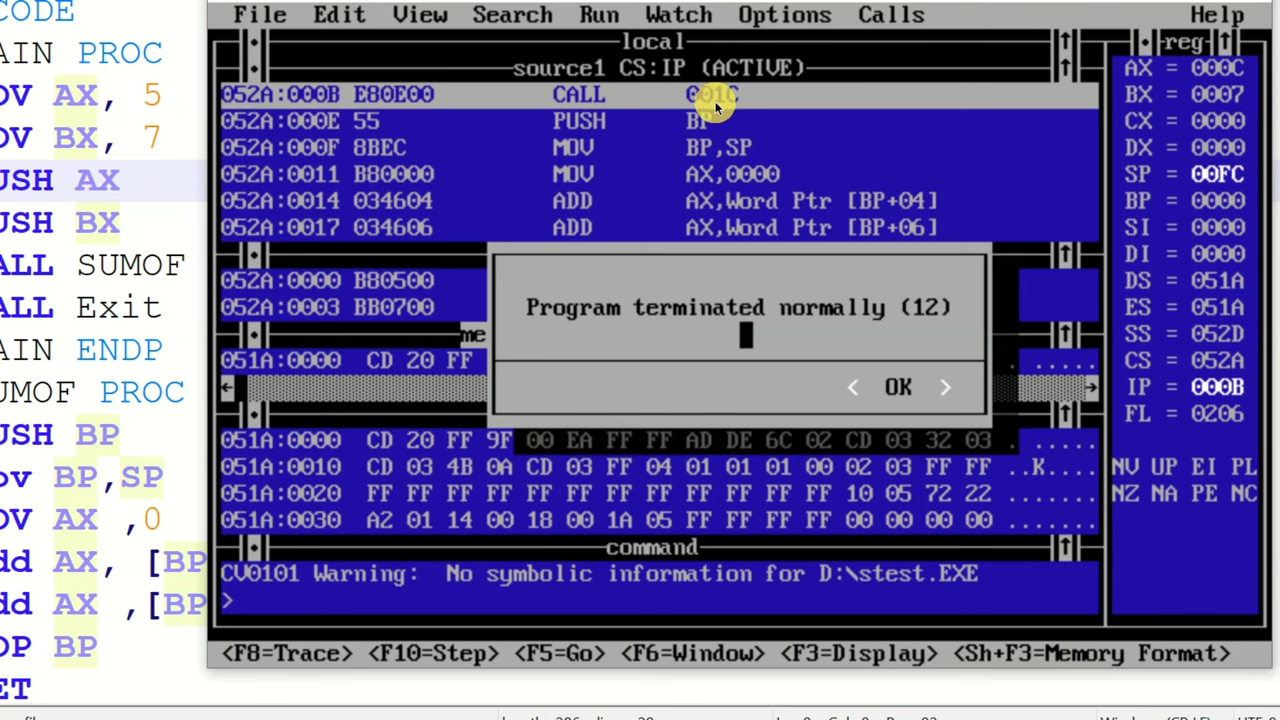 CODE
AIN PROC
OV AX, 5
OV BX, 7
USH AX
USH BX
ALL SUMOF
ALL Exit
AIN ENDP
UMOF PROC
USH BP
ov BP,SP
OV AX ,0
dd AX, [BP
dd AX ,[BP
OP BP
ET
File Edit View Search Run Watch Options Calls Help
local
source1 CS:IP (ACTIVE)
052A:000B E80E00 CALL 001C
052A:000E 55 PUSH BP
052A:000F 8BEC MOV BP,SP
052A:0011 B80000 MOV AX,0000
052A:0014 034604 ADD AX,Word Ptr [BP+04]
052A:0017 034606 ADD AX,Word Ptr [BP+06]
052A:0000 B80500
052A:0003 BB0700
me
051A:0000 CD 20 FF . .....
Program terminated normally (12)
< OK >
051A:0000 CD 20 FF 9F 00 EA FF FF AD DE 6C 02 CD 03 32 03 . .....
051A:0010 CD 03 4B 0A CD 03 FF 04 01 01 01 00 02 03 FF FF ..K....
051A:0020 FF FF FF FF FF FF FF FF FF FF FF FF 10 05 72 22 .......
051A:0030 A2 01 14 00 18 00 1A 05 FF FF FF FF 00 00 00 00 .......
command
CV0101 Warning: No symbolic information for D:\stest.EXE
>
<F8=Trace> <F10=Step> <F5=Go> <F6=Window> <F3=Display> <Sh+F3=Memory Format>
reg
AX = 000C
BX = 0007
CX = 0000
DX = 0000
SP = 00FC
BP = 0000
SI = 0000
DI = 0000
DS = 051A
ES = 051A
SS = 052D
CS = 052A
IP = 000B
FL = 0206
NV UP EI PL
NZ NA PE NC